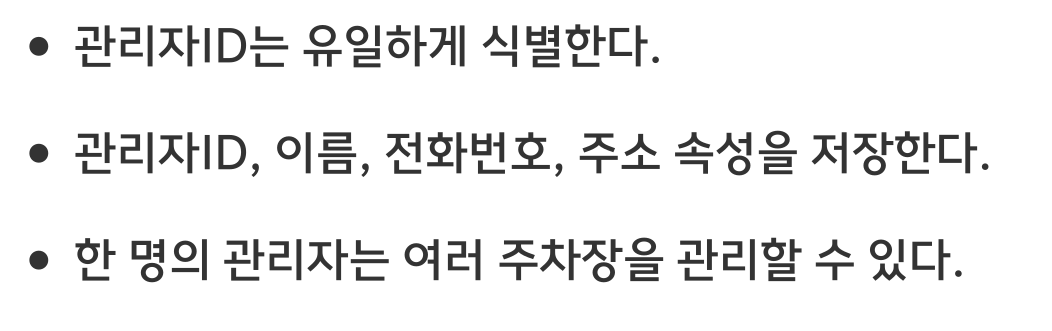 • 관리자ID는 유일하게 식별한다.
• 관리자ID, 이름, 전화번호, 주소 속성을 저장한다.
• 한 명의 관리자는 여러 주차장을 관리할 수 있다.